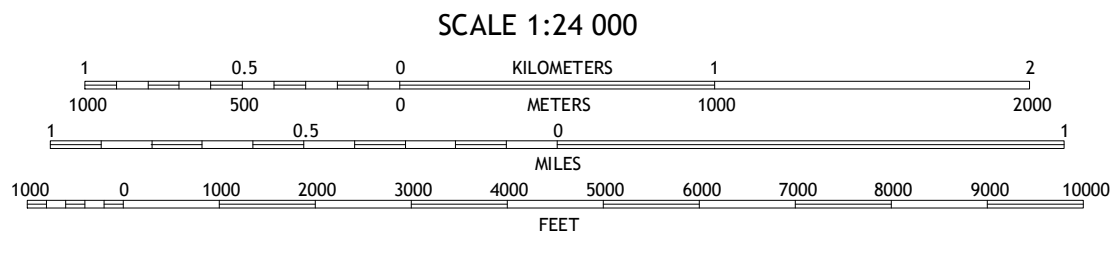 SCALE 1:24 000
1 0.5 0 KILOMETERS 1 2
1000 500 0 METERS 1000 2000
1 0.5 0 1
MILES
1000 0 1000 2000 3000 4000 5000 6000 7000 8000 9000 10000
FEET